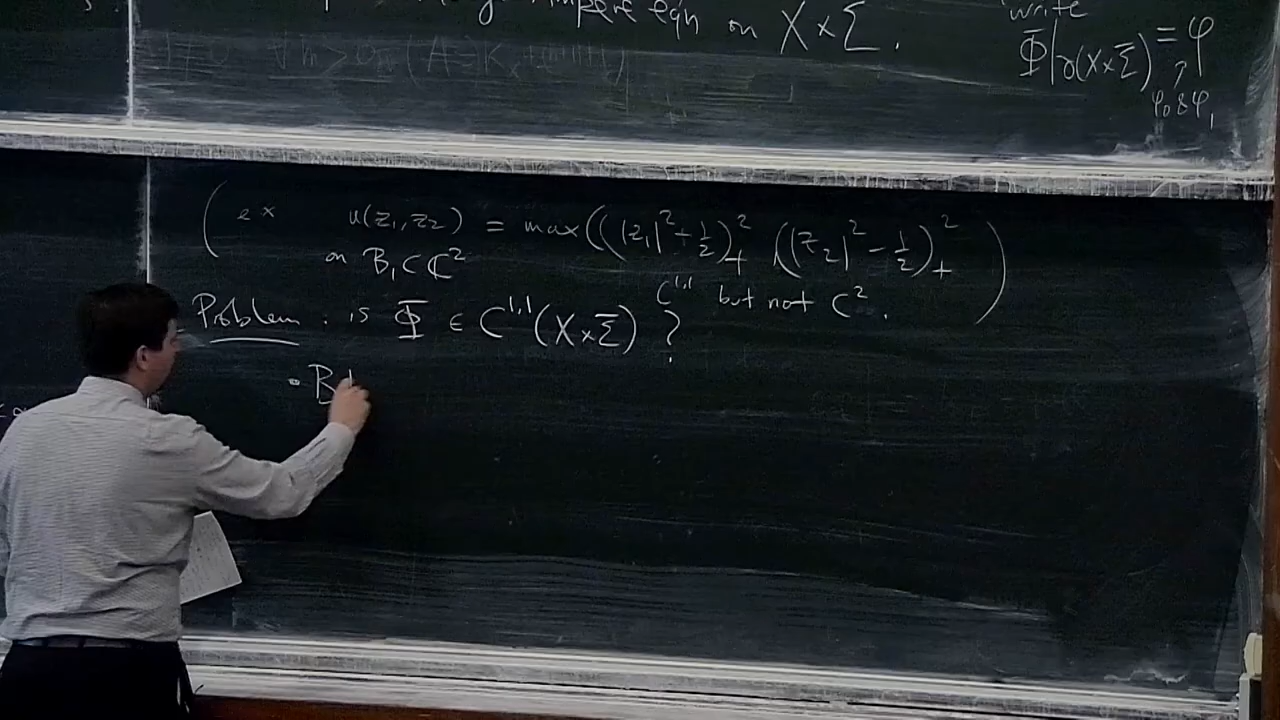 ampere eqn on X×Σ.
write
Φ|∂(X×Σ̄) = φ
φ₀ & φ₁
(ex u(z₁,z₂) = max((|z₁|²+½)₊² (|z₂|²-½)₊²)
on B₁⊂ℂ²
C^{1,1} but not C².
Problem: is Φ ∈ C^{1,1}(X×Σ̄) ?
• B